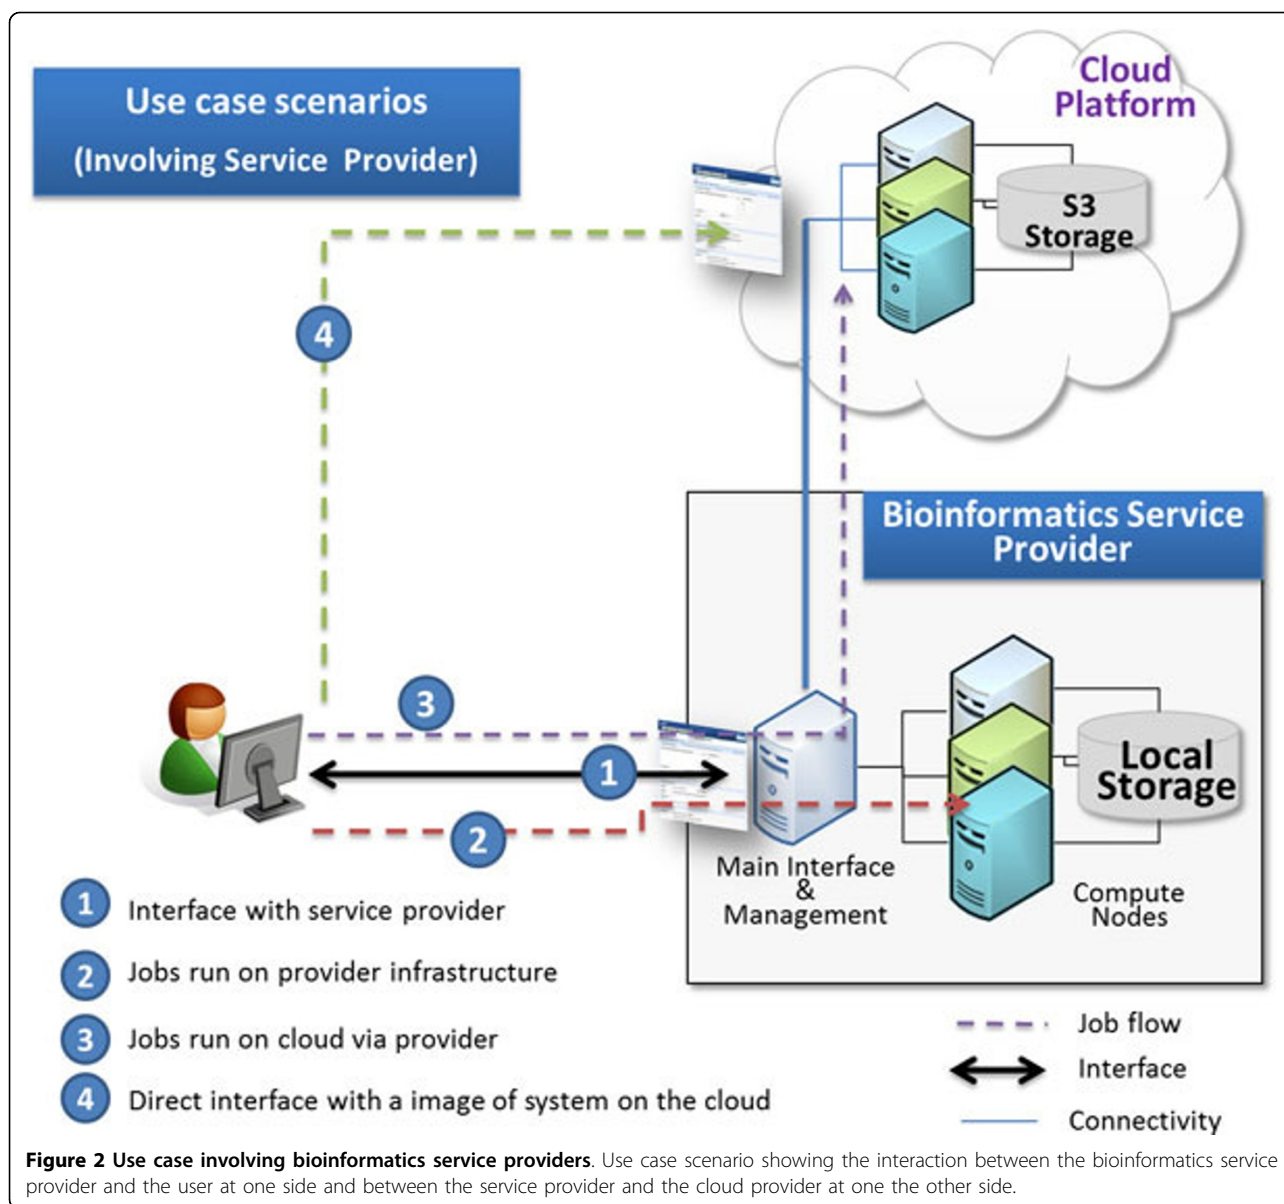 Use case scenarios
(Involving Service Provider)
Cloud
Platform
S3
Storage
4
Bioinformatics Service
Provider
3
1
2
Local
Storage
Main Interface
&
Management
Compute
Nodes
1 Interface with service provider
2 Jobs run on provider infrastructure
3 Jobs run on cloud via provider
4 Direct interface with a image of system on the cloud
Job flow
Interface
Connectivity
Figure 2 Use case involving bioinformatics service providers. Use case scenario showing the interaction between the bioinformatics service
provider and the user at one side and between the service provider and the cloud provider at one the other side.